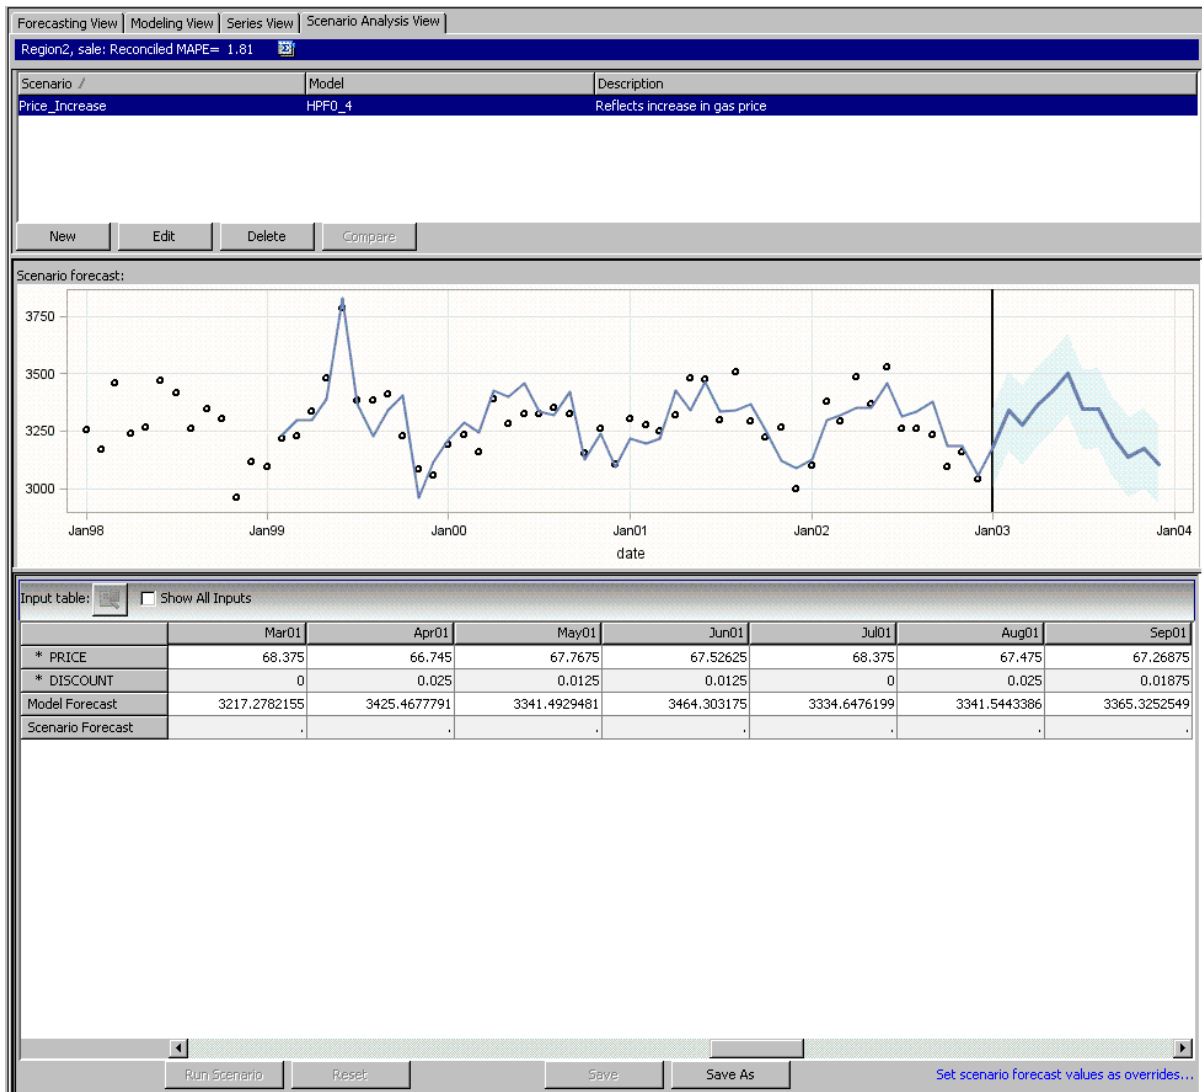 Forecasting View Modeling View Series View Scenario Analysis View
Region2, sale: Reconciled MAPE= 1.81
Scenario / Model Description
Price_Increase HPF0_4 Reflects increase in gas price
New Edit Delete Compare
Scenario forecast:
3750
3500
3250
3000
Jan98 Jan99 Jan00 Jan01 Jan02 Jan03 Jan04
date
Input table: Show All Inputs
Mar01 Apr01 May01 Jun01 Jul01 Aug01 Sep01
* PRICE 68.375 66.745 67.7675 67.52625 68.375 67.475 67.26875
* DISCOUNT 0 0.025 0.0125 0.0125 0 0.025 0.01875
Model Forecast 3217.2782155 3425.4677791 3341.4929481 3464.303175 3334.6476199 3341.5443386 3365.3252549
Scenario Forecast . . . . . . .
Run Scenario Reset Save Save As Set scenario forecast values as overrides...